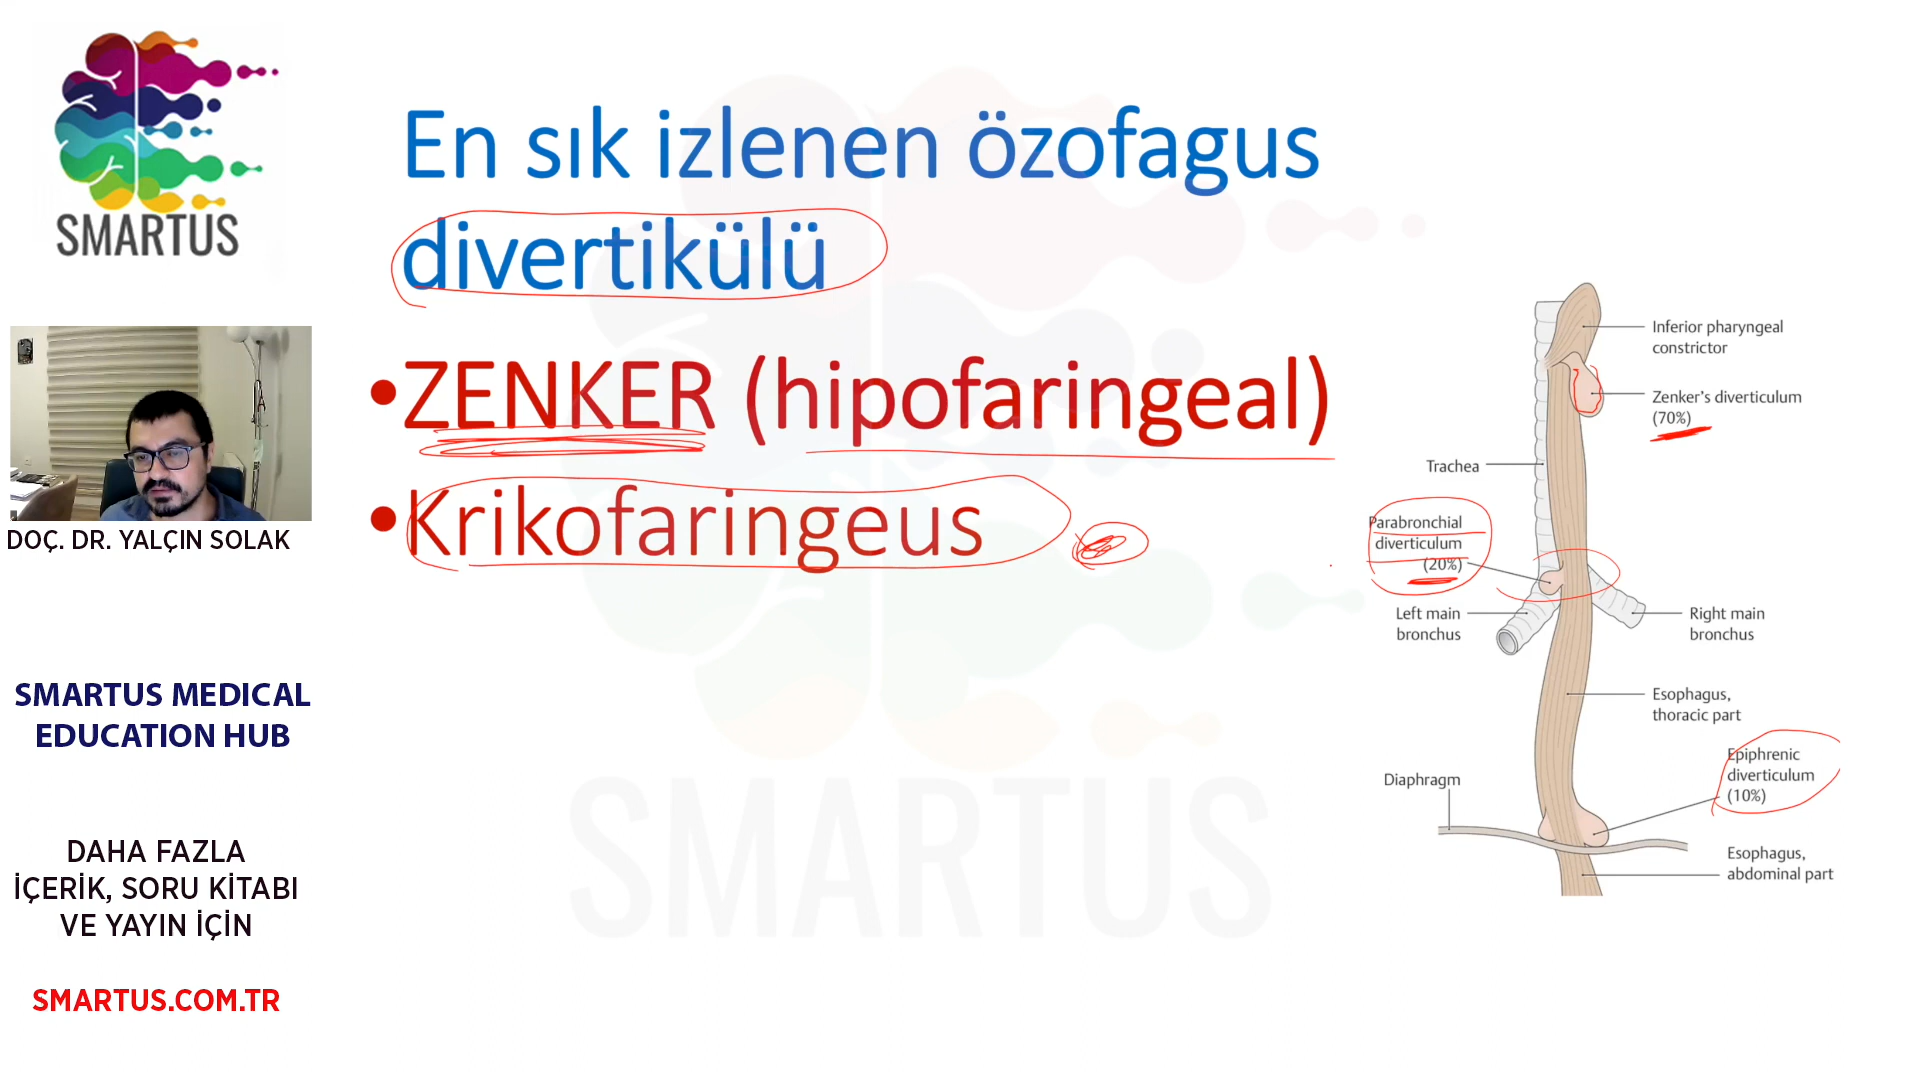 SMARTUS
DOÇ. DR. YALÇIN SOLAK
SMARTUS MEDICAL
EDUCATION HUB
DAHA FAZLA
İÇERİK, SORU KİTABI
VE YAYIN İÇİN
SMARTUS.COM.TR
En sık izlenen özofagus
divertikülü
•ZENKER (hipofaringeal)
•Krikofaringeus
SMARTUS
Inferior pharyngeal
constrictor
Zenker's diverticulum
(70%)
Trachea
Parabronchial
diverticulum
(20%)
Left main
bronchus
Right main
bronchus
Esophagus,
thoracic part
Epiphrenic
diverticulum
(10%)
Diaphragm
Esophagus,
abdominal part